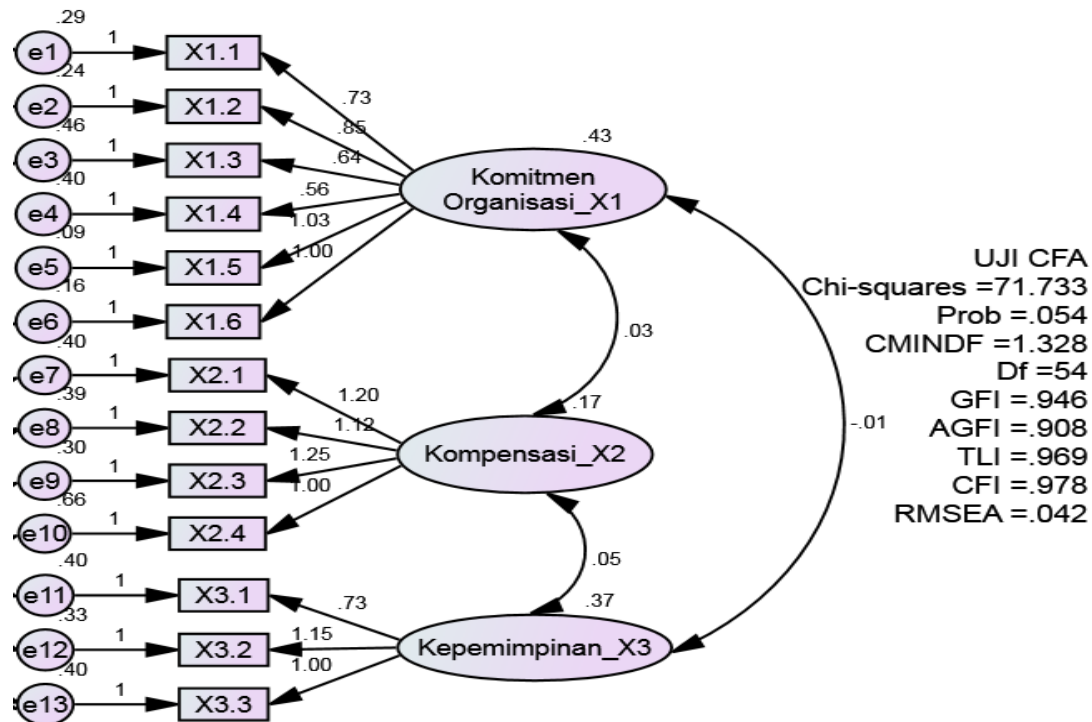 .29
e1 1 X1.1
.24
e2 1 X1.2
.46
e3 1 X1.3
.40
e4 1 X1.4
.09
e5 1 X1.5
.16
e6 1 X1.6
.40
e7 1 X2.1
.39
e8 1 X2.2
.30
e9 1 X2.3
.66
e10 1 X2.4
.40
e11 1 X3.1
.33
e12 1 X3.2
.40
e13 1 X3.3
.73
.85
.64
.56
1.03
1.00
.43
Komitmen
Organisasi_X1
.03
1.20
1.12
1.25
1.00
.17
Kompensasi_X2
.05
.73
1.15
1.00
.37
Kepemimpinan_X3
-.01
UJI CFA
Chi-squares =71.733
Prob =.054
CMINDF =1.328
Df =54
GFI =.946
AGFI =.908
TLI =.969
CFI =.978
RMSEA =.042